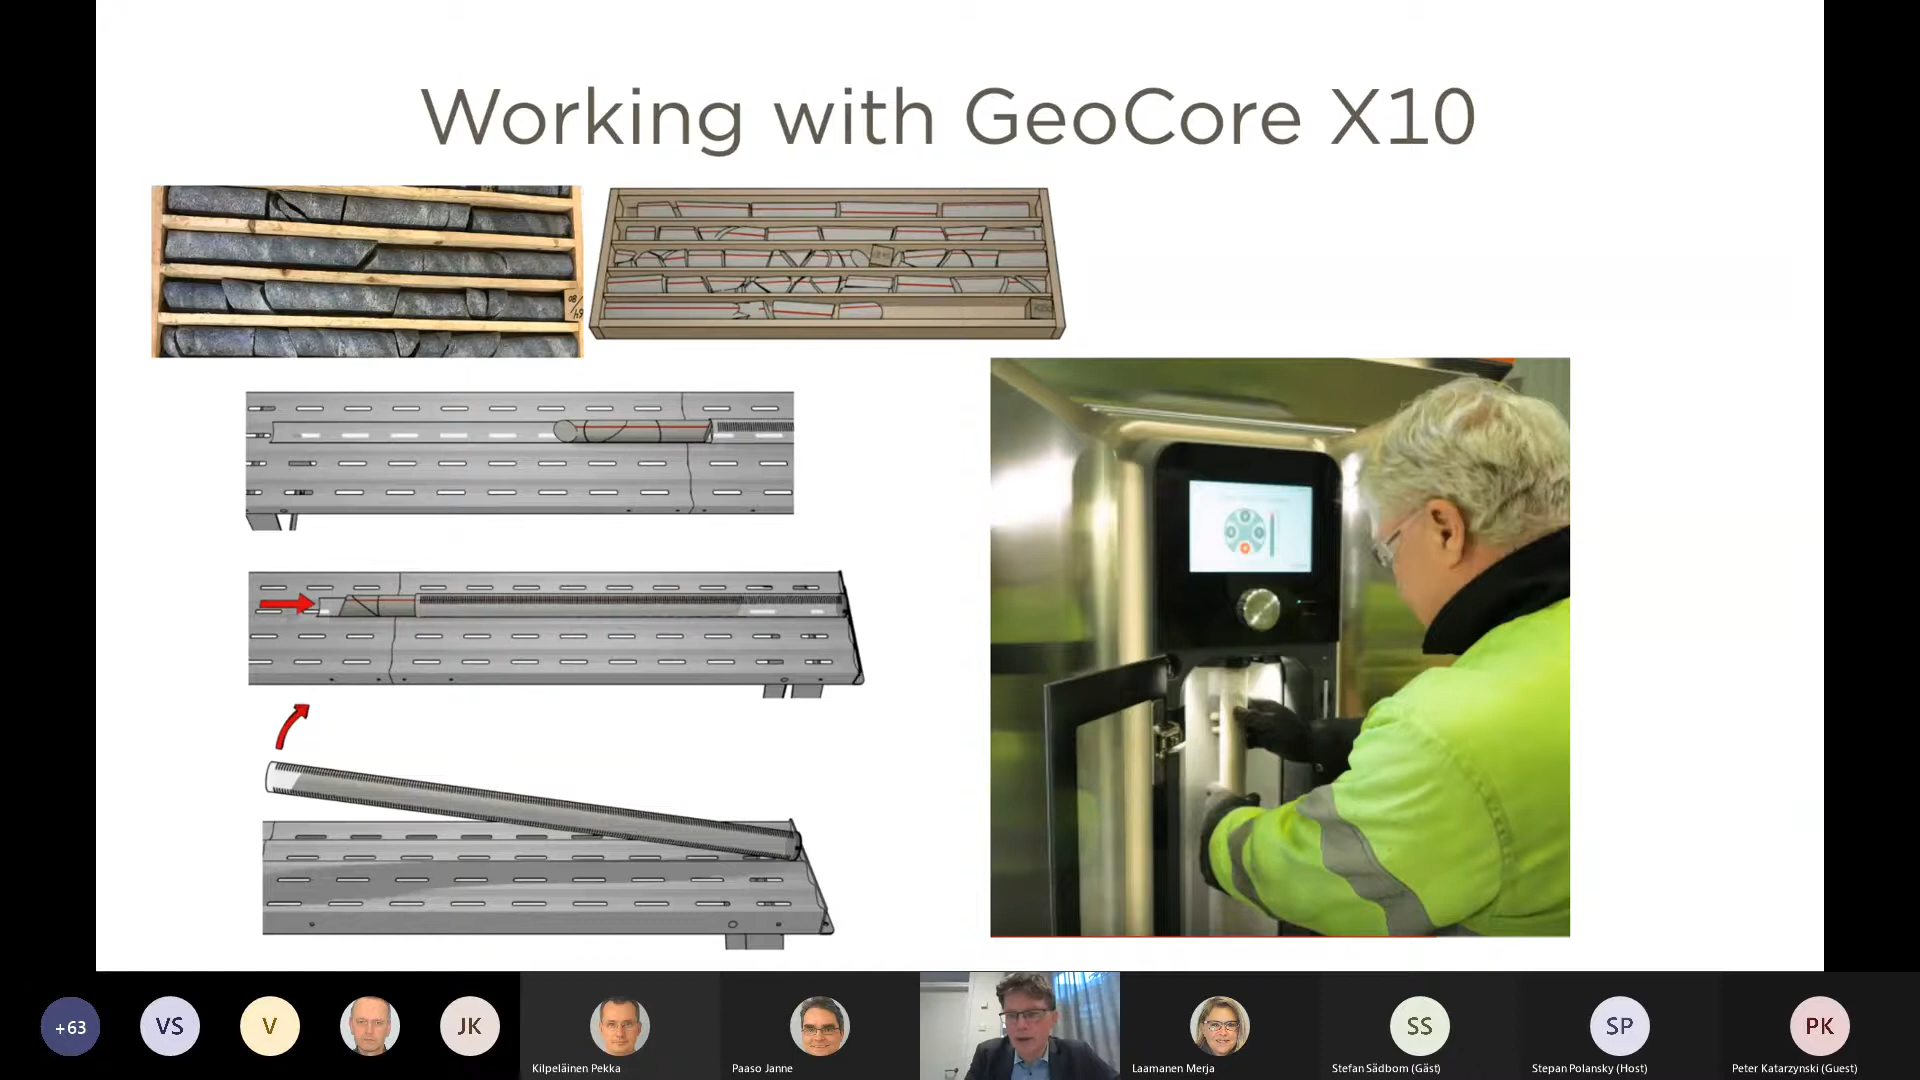 Working with GeoCore X10
+63
VS
V
JK
Kilpeläinen Pekka
Paaso Janne
Laamanen Merja
SS
Stefan Sädbom (Gäst)
SP
Stepan Polansky (Host)
PK
Peter Katarzynski (Guest)